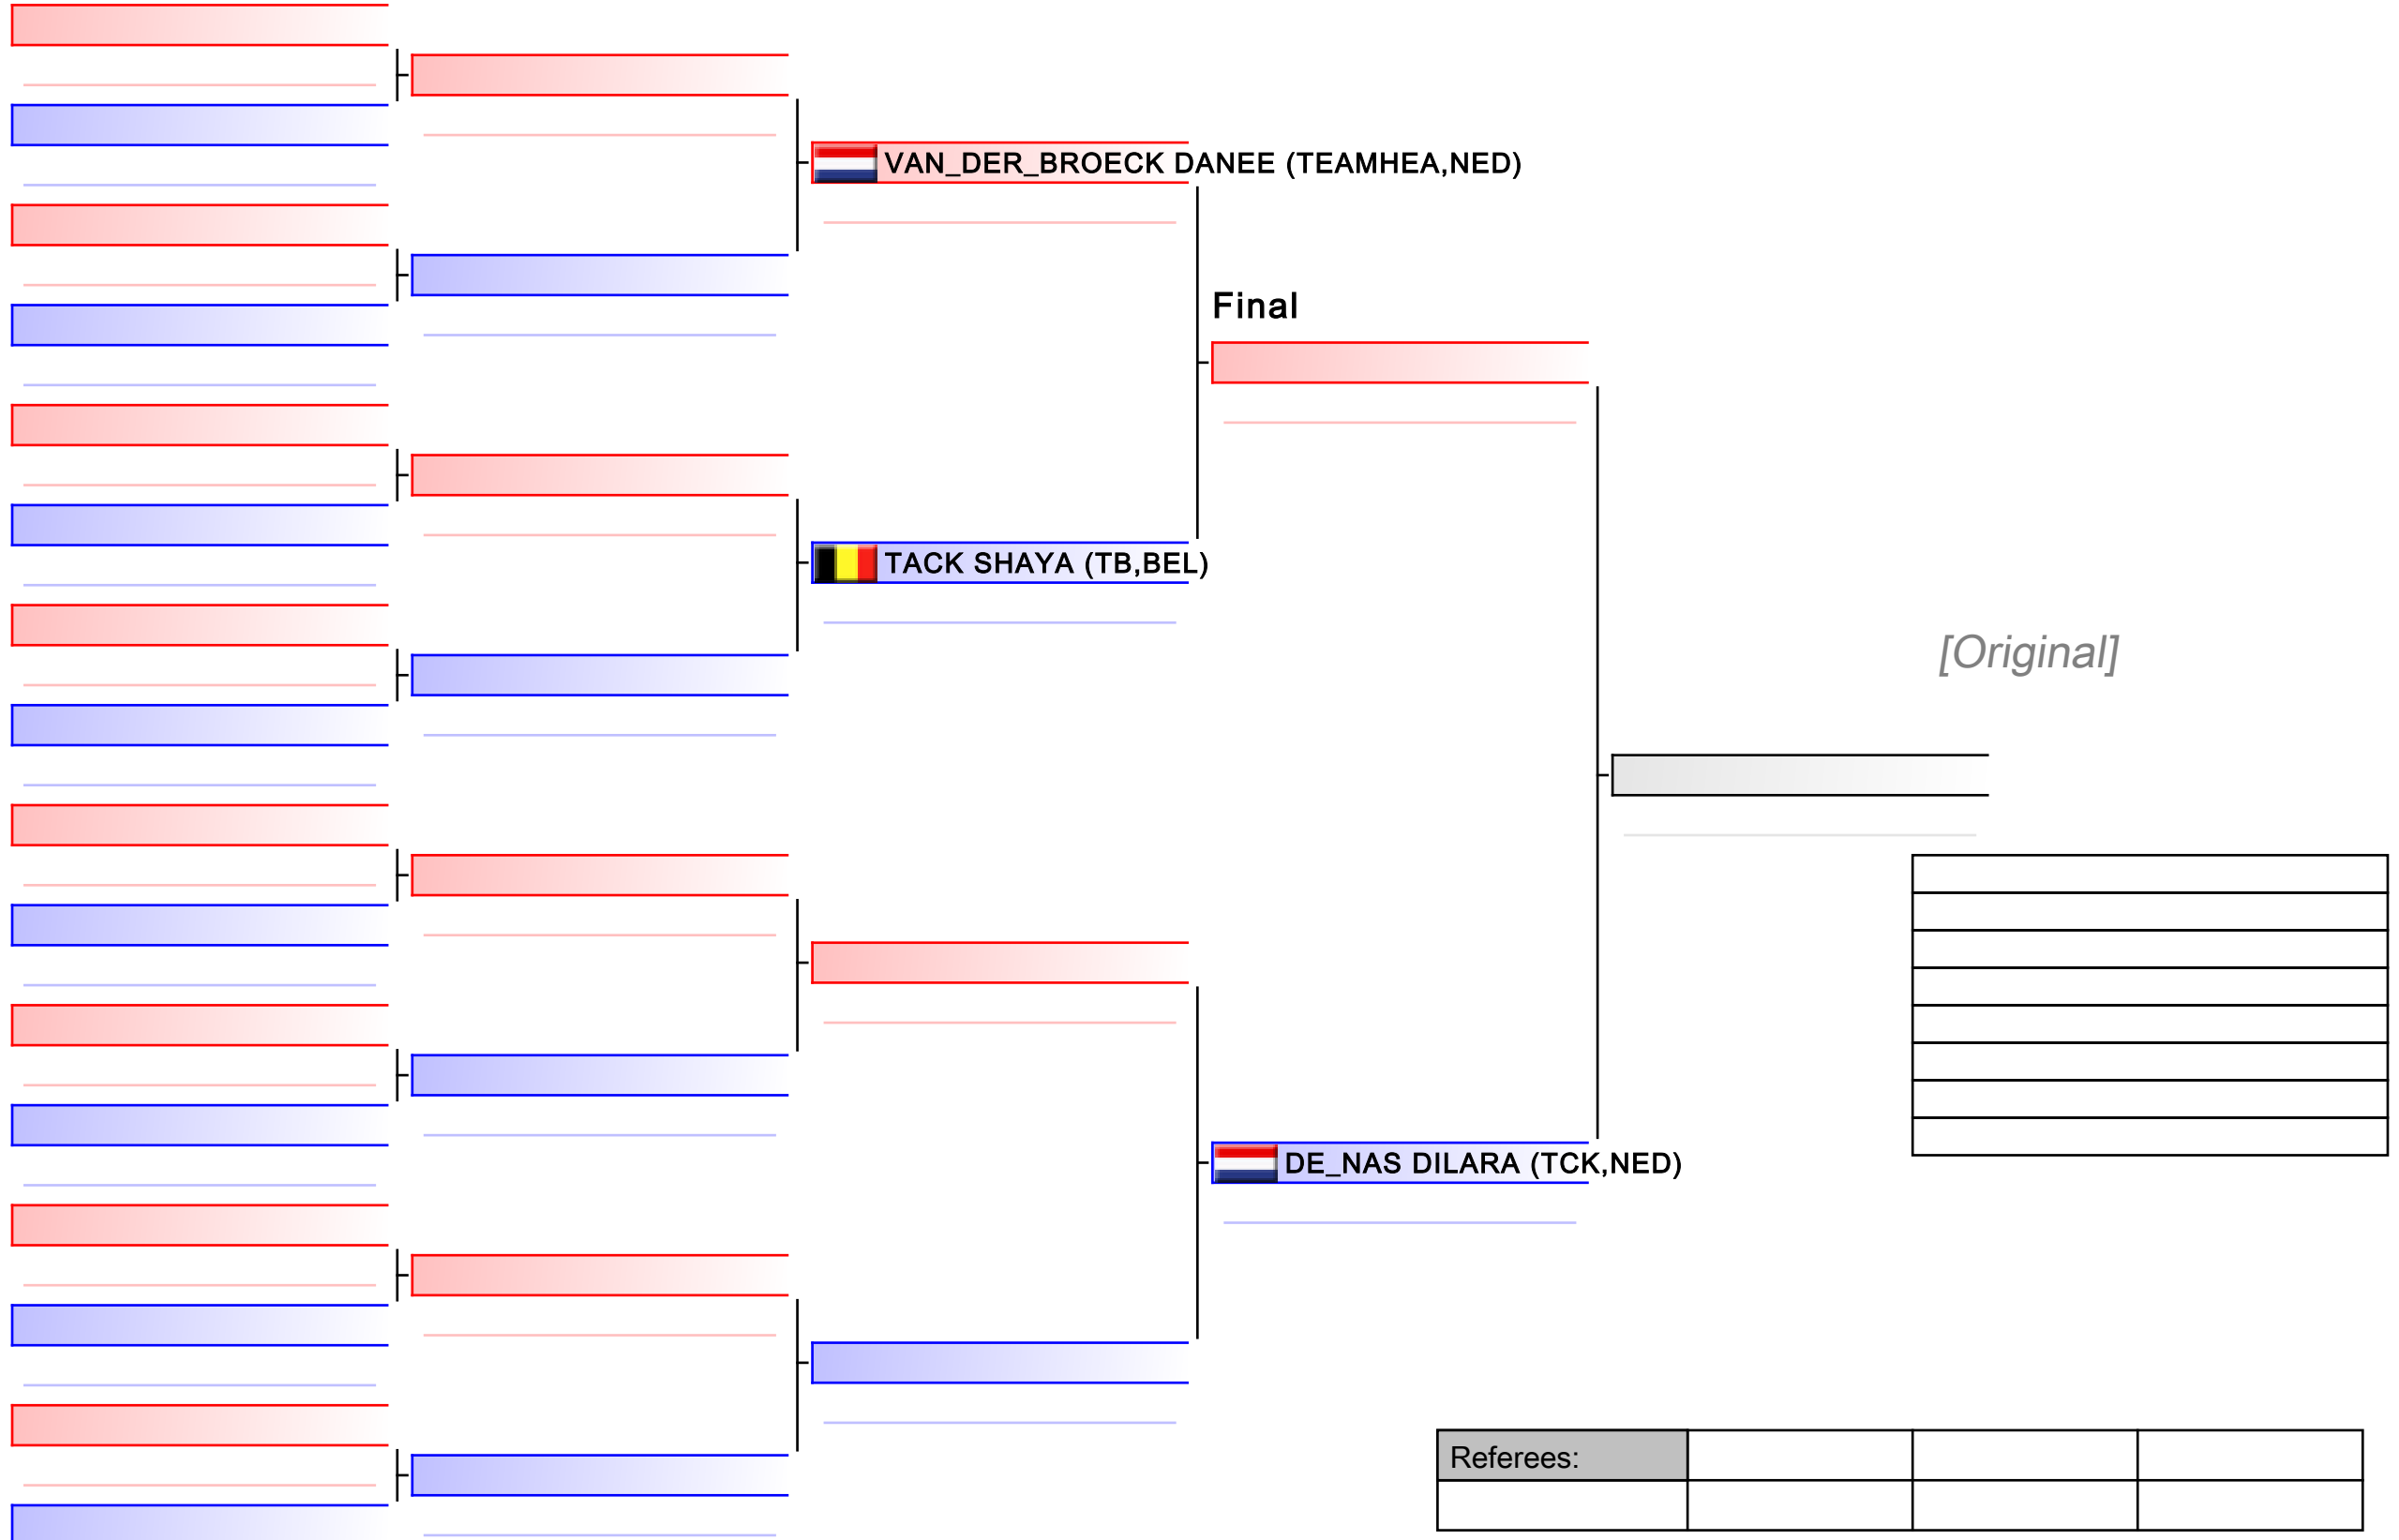 VAN_DER_BROECK DANEE (TEAMHEA,NED)
Final
TACK SHAYA (TB,BEL)
[Original]
DE_NAS DILARA (TCK,NED)
Referees: